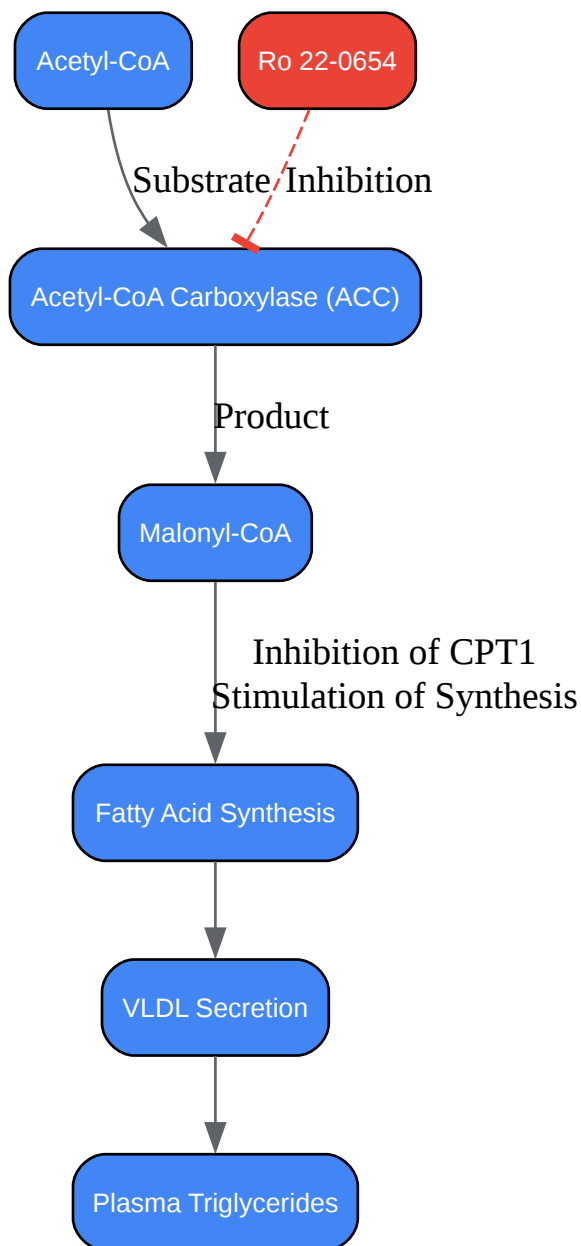 Acetyl-CoA
Ro 22-0654
Substrate
Inhibition
Acetyl-CoA Carboxylase (ACC)
Product
Malonyl-CoA
Inhibition of CPT1
Stimulation of Synthesis
Fatty Acid Synthesis
VLDL Secretion
Plasma Triglycerides